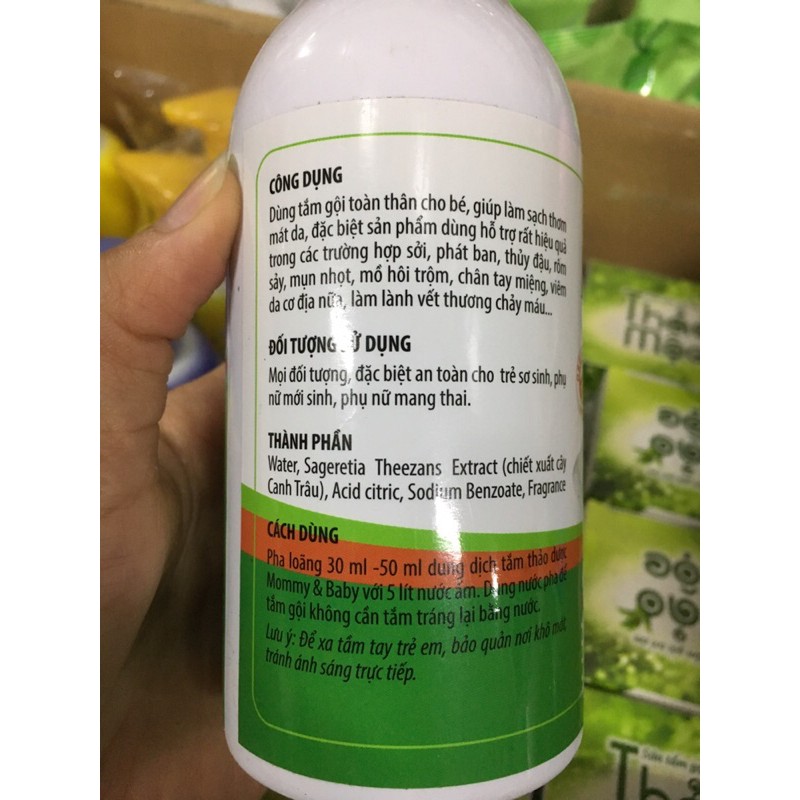 CÔNG DỤNG
Dùng tắm gội toàn thân cho bé, giúp làm sạch thơm
mát da, đặc biệt sản phẩm dùng hỗ trợ rất hiệu quả
trong các trường hợp sởi, phát ban, thủy đậu, rôm
sảy, mụn nhọt, mồ hôi trộm, chân tay miệng, viêm
da cơ địa nữa, làm lành vết thương chảy máu...
ĐỐI TƯỢNG SỬ DỤNG
Mọi đối tượng, đặc biệt an toàn cho trẻ sơ sinh, phụ
nữ mới sinh, phụ nữ mang thai.
THÀNH PHẦN
Water, Sageretia Theezans Extract (chiết xuất cây
Canh Trâu), Acid citric, Sodium Benzoate, Fragrance
CÁCH DÙNG
Pha loãng 30 ml -50 ml dung dịch tắm thảo dược
Mommy & Baby với 5 lít nước ấm. Dùng nước pha để
tắm gội không cần tắm tráng lại bằng nước.
Lưu ý: Để xa tầm tay trẻ em, bảo quản nơi khô mát,
tránh ánh sáng trực tiếp.